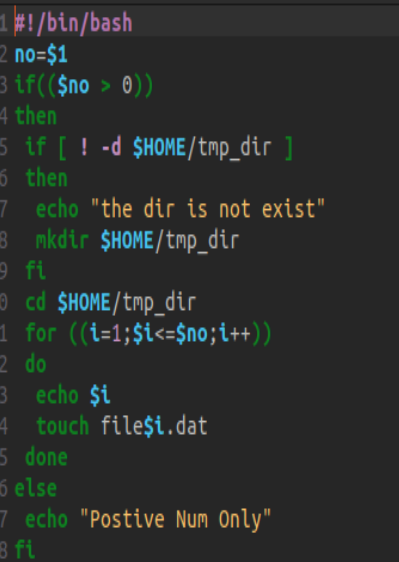 1 #!/bin/bash
2 no=$1
3 if(($no > 0))
4 then
5 if [ ! -d $HOME/tmp_dir ]
6 then
7 echo "the dir is not exist"
8 mkdir $HOME/tmp_dir
9 fi
0 cd $HOME/tmp_dir
1 for ((i=1;$i<=$no;i++))
2 do
3 echo $i
4 touch file$i.dat
5 done
6 else
7 echo "Postive Num Only"
8 fi